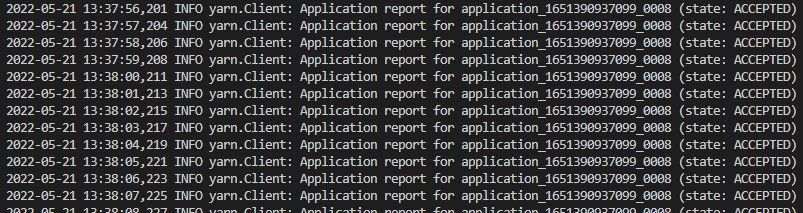 2022-05-21 13:37:56,201 INFO yarn.Client: Application report for application_1651390937099_0008 (state: ACCEPTED)
2022-05-21 13:37:57,204 INFO yarn.Client: Application report for application_1651390937099_0008 (state: ACCEPTED)
2022-05-21 13:37:58,206 INFO yarn.Client: Application report for application_1651390937099_0008 (state: ACCEPTED)
2022-05-21 13:37:59,208 INFO yarn.Client: Application report for application_1651390937099_0008 (state: ACCEPTED)
2022-05-21 13:38:00,211 INFO yarn.Client: Application report for application_1651390937099_0008 (state: ACCEPTED)
2022-05-21 13:38:01,213 INFO yarn.Client: Application report for application_1651390937099_0008 (state: ACCEPTED)
2022-05-21 13:38:02,215 INFO yarn.Client: Application report for application_1651390937099_0008 (state: ACCEPTED)
2022-05-21 13:38:03,217 INFO yarn.Client: Application report for application_1651390937099_0008 (state: ACCEPTED)
2022-05-21 13:38:04,219 INFO yarn.Client: Application report for application_1651390937099_0008 (state: ACCEPTED)
2022-05-21 13:38:05,221 INFO yarn.Client: Application report for application_1651390937099_0008 (state: ACCEPTED)
2022-05-21 13:38:06,223 INFO yarn.Client: Application report for application_1651390937099_0008 (state: ACCEPTED)
2022-05-21 13:38:07,225 INFO yarn.Client: Application report for application_1651390937099_0008 (state: ACCEPTED)
2022-05-21 13:38:08,227 INFO yarn.Client: Application report for application_1651390937099_0008 (state: ACCEPTED)